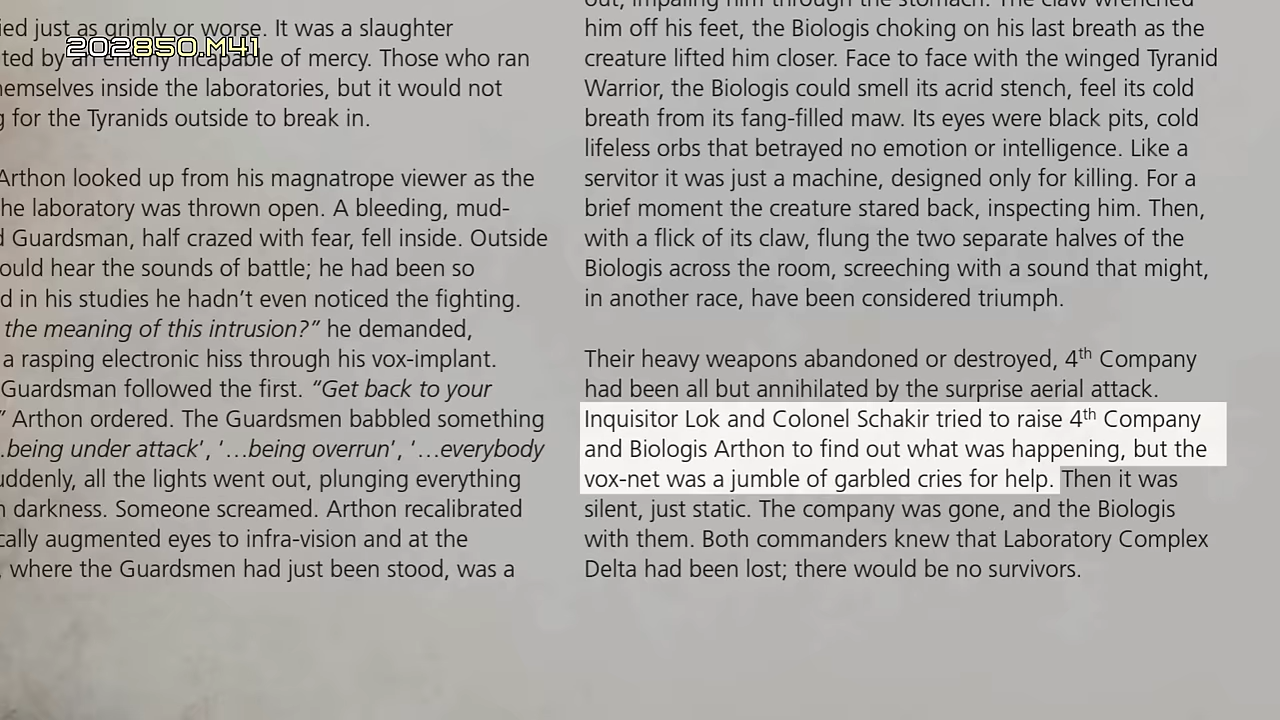 202850.M41
ied just as grimly or worse. It was a slaughter
ted by an enemy incapable of mercy. Those who ran
emselves inside the laboratories, but it would not
g for the Tyranids outside to break in.
Arthon looked up from his magnatrope viewer as the
he laboratory was thrown open. A bleeding, mud-
d Guardsman, half crazed with fear, fell inside. Outside
ould hear the sounds of battle; he had been so
d in his studies he hadn't even noticed the fighting.
the meaning of this intrusion?” he demanded,
a rasping electronic hiss through his vox-implant.
Guardsman followed the first. “Get back to your
” Arthon ordered. The Guardsmen babbled something
.being under attack’, ‘…being overrun’, ‘…everybody
uddenly, all the lights went out, plunging everything
n darkness. Someone screamed. Arthon recalibrated
cally augmented eyes to infra-vision and at the
, where the Guardsmen had just been stood, was a
out, impaling him through the stomach. The claw wrenched
him off his feet, the Biologis choking on his last breath as the
creature lifted him closer. Face to face with the winged Tyranid
Warrior, the Biologis could smell its acrid stench, feel its cold
breath from its fang-filled maw. Its eyes were black pits, cold
lifeless orbs that betrayed no emotion or intelligence. Like a
servitor it was just a machine, designed only for killing. For a
brief moment the creature stared back, inspecting him. Then,
with a flick of its claw, flung the two separate halves of the
Biologis across the room, screeching with a sound that might,
in another race, have been considered triumph.
Their heavy weapons abandoned or destroyed, 4th Company
had been all but annihilated by the surprise aerial attack.
Inquisitor Lok and Colonel Schakir tried to raise 4th Company
and Biologis Arthon to find out what was happening, but the
vox-net was a jumble of garbled cries for help. Then it was
silent, just static. The company was gone, and the Biologis
with them. Both commanders knew that Laboratory Complex
Delta had been lost; there would be no survivors.